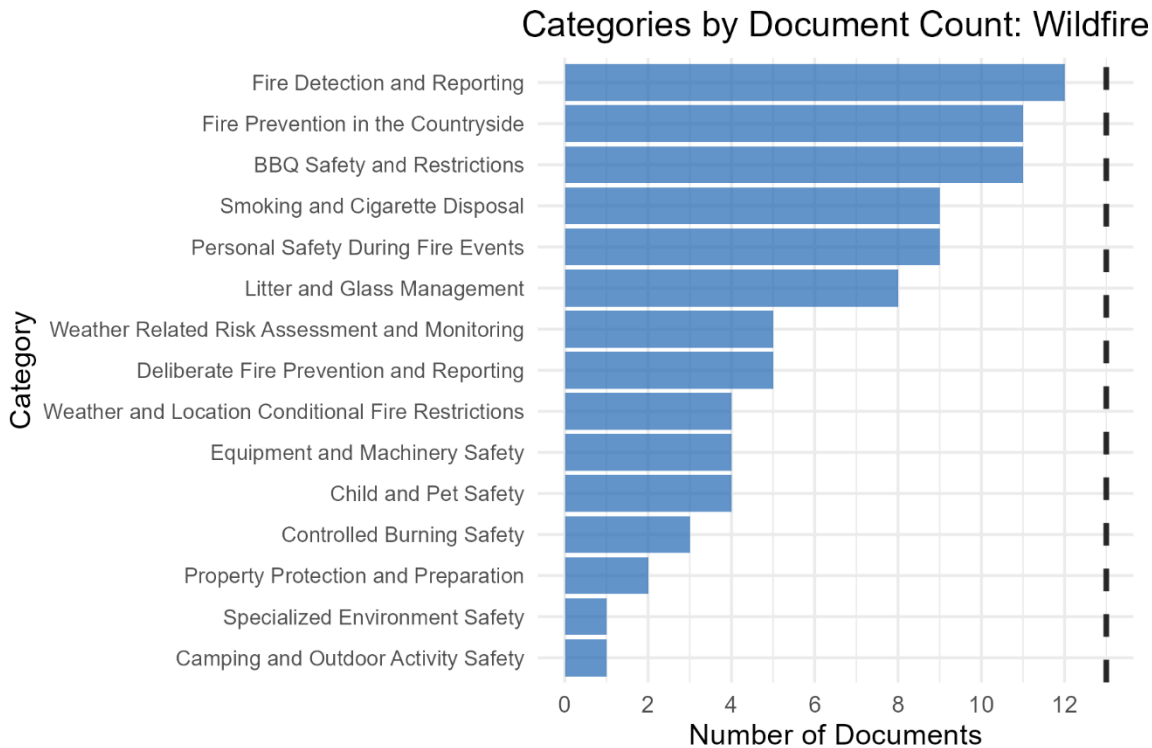 Categories by Document Count: Wildfire
Category
Fire Detection and Reporting
Fire Prevention in the Countryside
BBQ Safety and Restrictions
Smoking and Cigarette Disposal
Personal Safety During Fire Events
Litter and Glass Management
Weather Related Risk Assessment and Monitoring
Deliberate Fire Prevention and Reporting
Weather and Location Conditional Fire Restrictions
Equipment and Machinery Safety
Child and Pet Safety
Controlled Burning Safety
Property Protection and Preparation
Specialized Environment Safety
Camping and Outdoor Activity Safety
0 2 4 6 8 10 12
Number of Documents